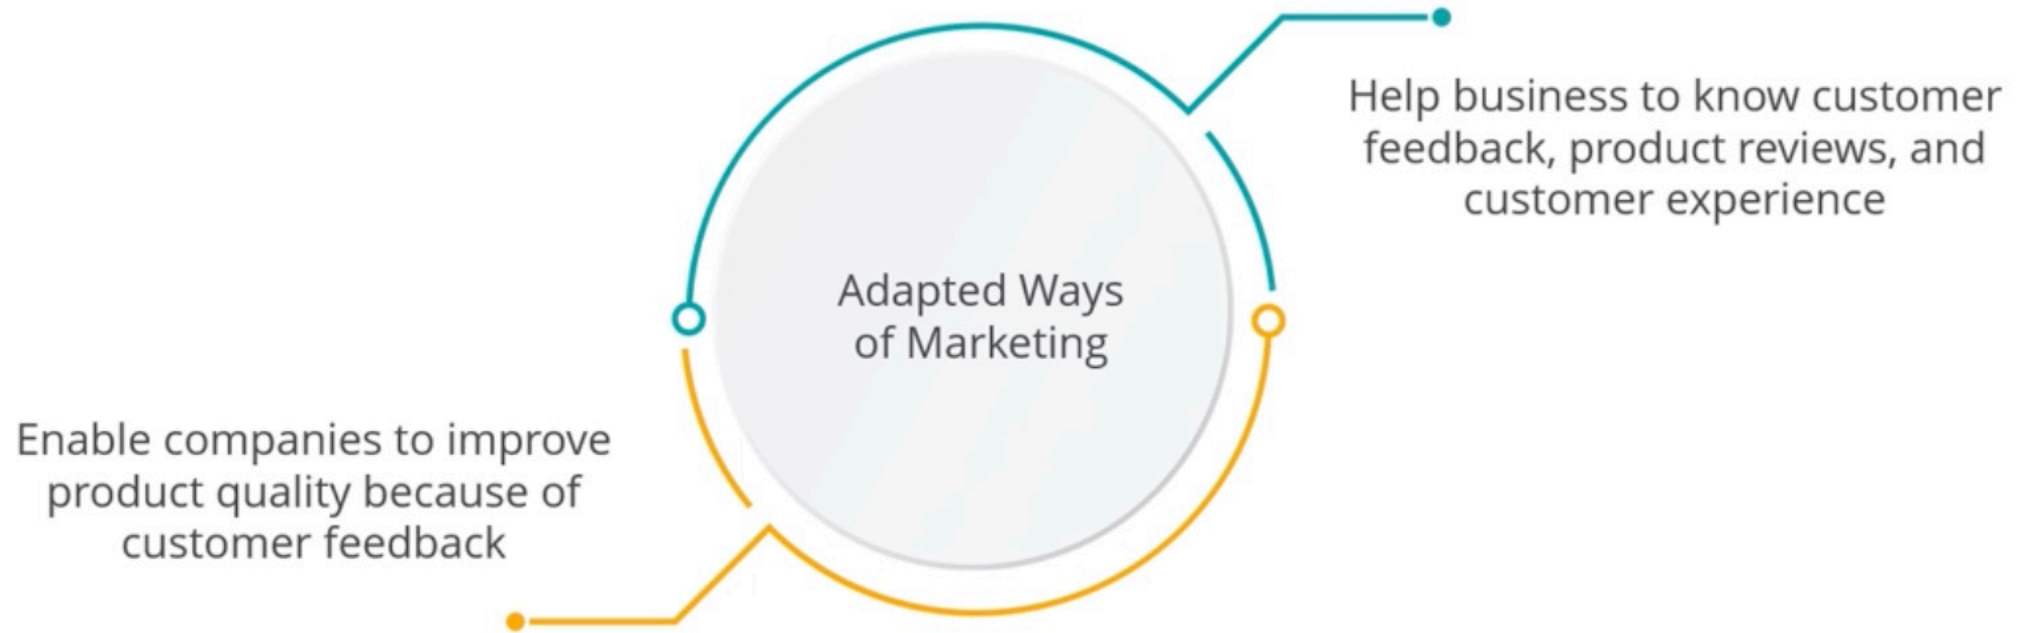 Help business to know customer
feedback, product reviews, and
customer experience
Adapted Ways
of Marketing
Enable companies to improve
product quality because of
customer feedback